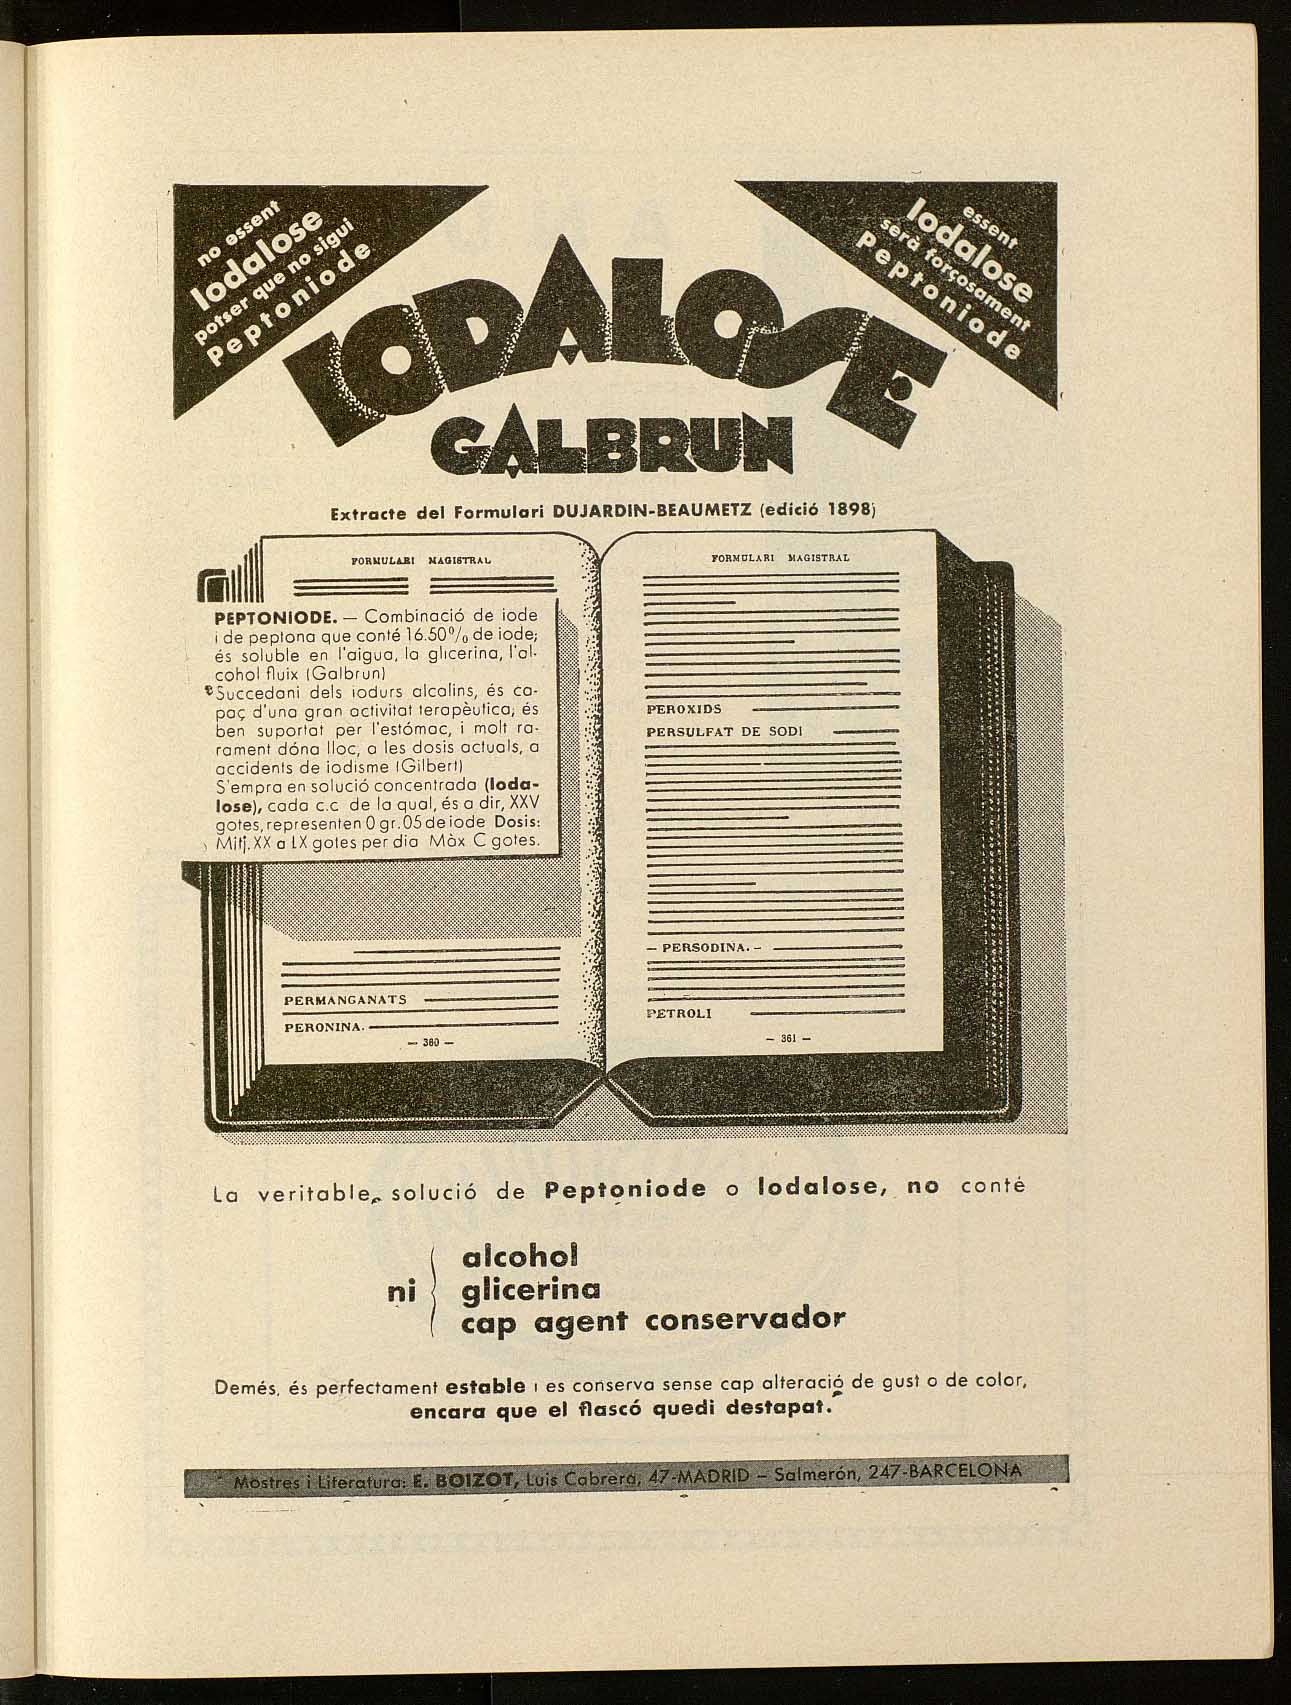 no essent
Iodalose
potser que no sigui
Peptoniode
essent
Iodalose
serà forçosament
Peptoniode
IODALOSE
GALBRUN
Extracte del Formulari DUJARDIN-BEAUMETZ (edició 1898)
FORMULARI MAGISTRAL
PEPTONIODE. — Combinació de iode
i de peptona que conté 16.50% de iode;
és soluble en l'aigua, la glicerina, l'al-
cohol fluix (Galbrun)
Succedani dels iodurs alcalins, és ca-
paç d'una gran activitat terapèutica; és
ben suportat per l'estómac, i molt ra-
rament dóna lloc, a les dosis actuals, a
accidents de iodisme (Gilbert)
S'empra en solució concentrada (Ioda-
lose), cada c.c de la qual, és a dir, XXV
gotes, representen 0 gr. 05 de iode Dosis:
Mitj. XX a LX gotes per dia Màx C gotes.
PERMANGANATS
PERONINA.
— 360 —
FORMULARI MAGISTRAL
PEROXIDS
PERSULFAT DE SODI
— PERSODINA. —
PETROLI
— 361 —
La veritable solució de Peptoniode o Iodalose, no conté
alcohol
ni glicerina
cap agent conservador
Demés, és perfectament estable i es conserva sense cap alteració de gust o de color,
encara que el flascó quedi destapat.
Mostres i Literatura: E. BOIZOT, Luis Cabrera, 47-MADRID – Salmerón, 247-BARCELONA